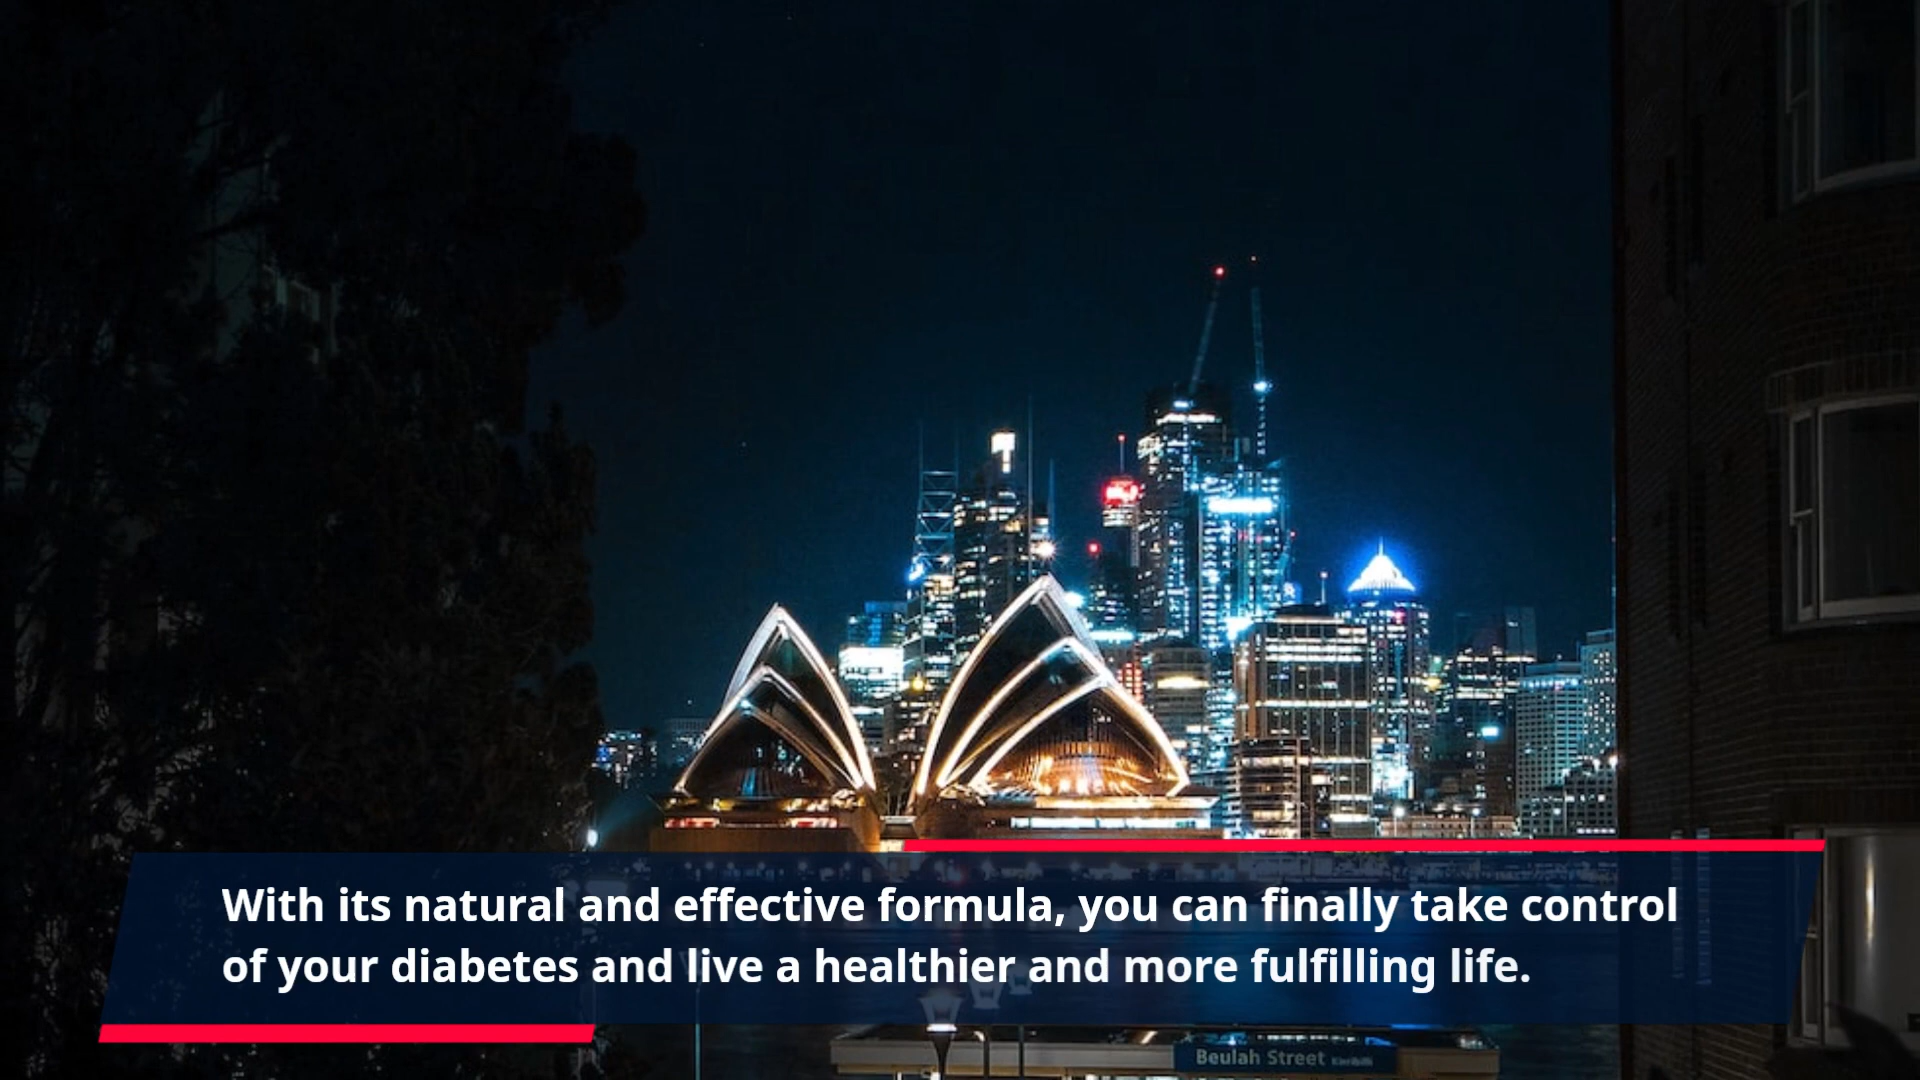 With its natural and effective formula, you can finally take control
of your diabetes and live a healthier and more fulfilling life.
Beulah Street Kirribilli